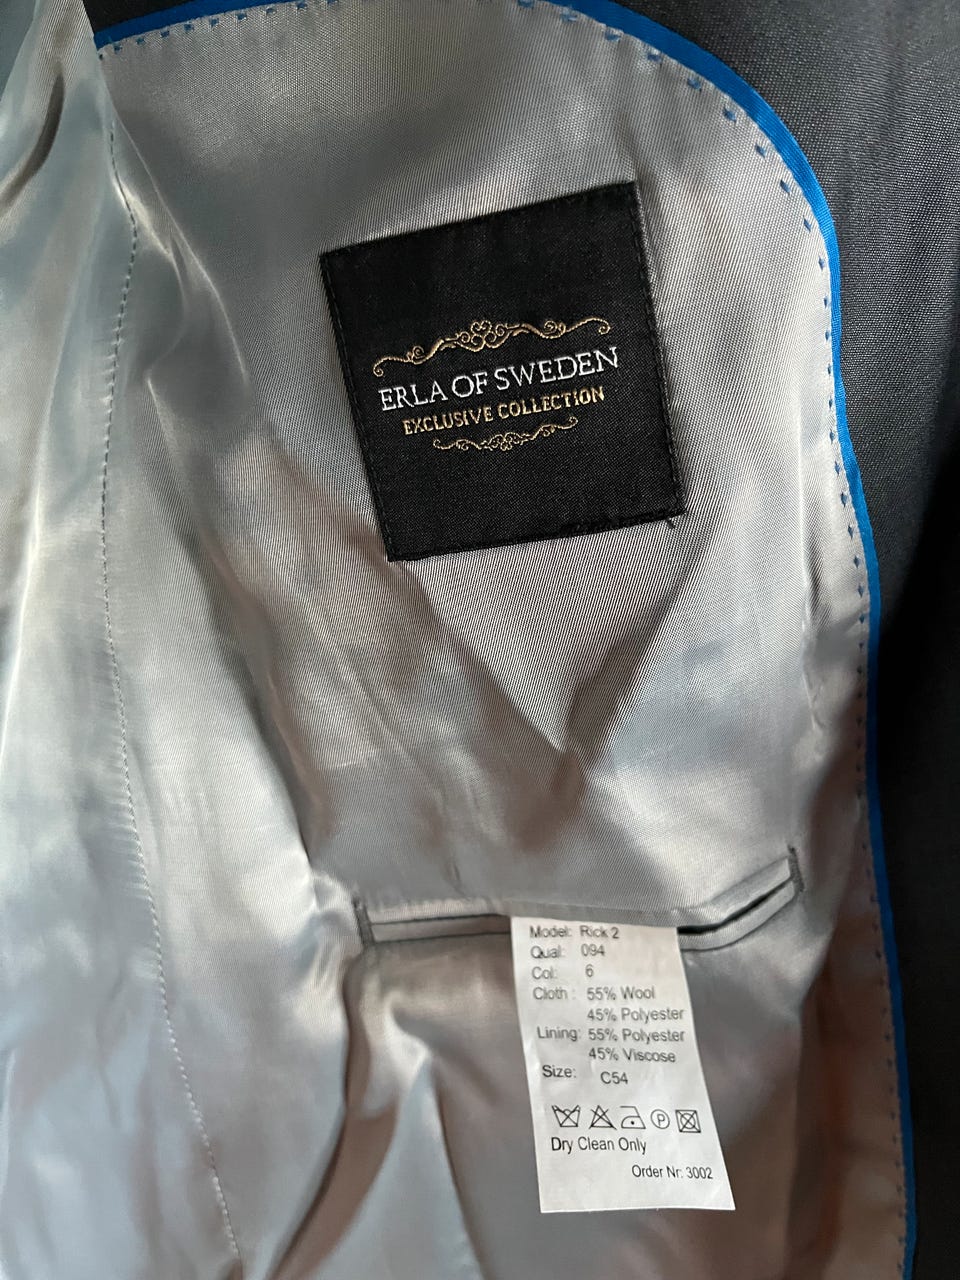 ERLA OF SWEDEN
EXCLUSIVE COLLECTION
Model: Rick 2
Qual: 094
Col: 6
Cloth : 55% Wool
45% Polyester
Lining: 55% Polyester
45% Viscose
Size: C54
P
Dry Clean Only
Order Nr: 3002